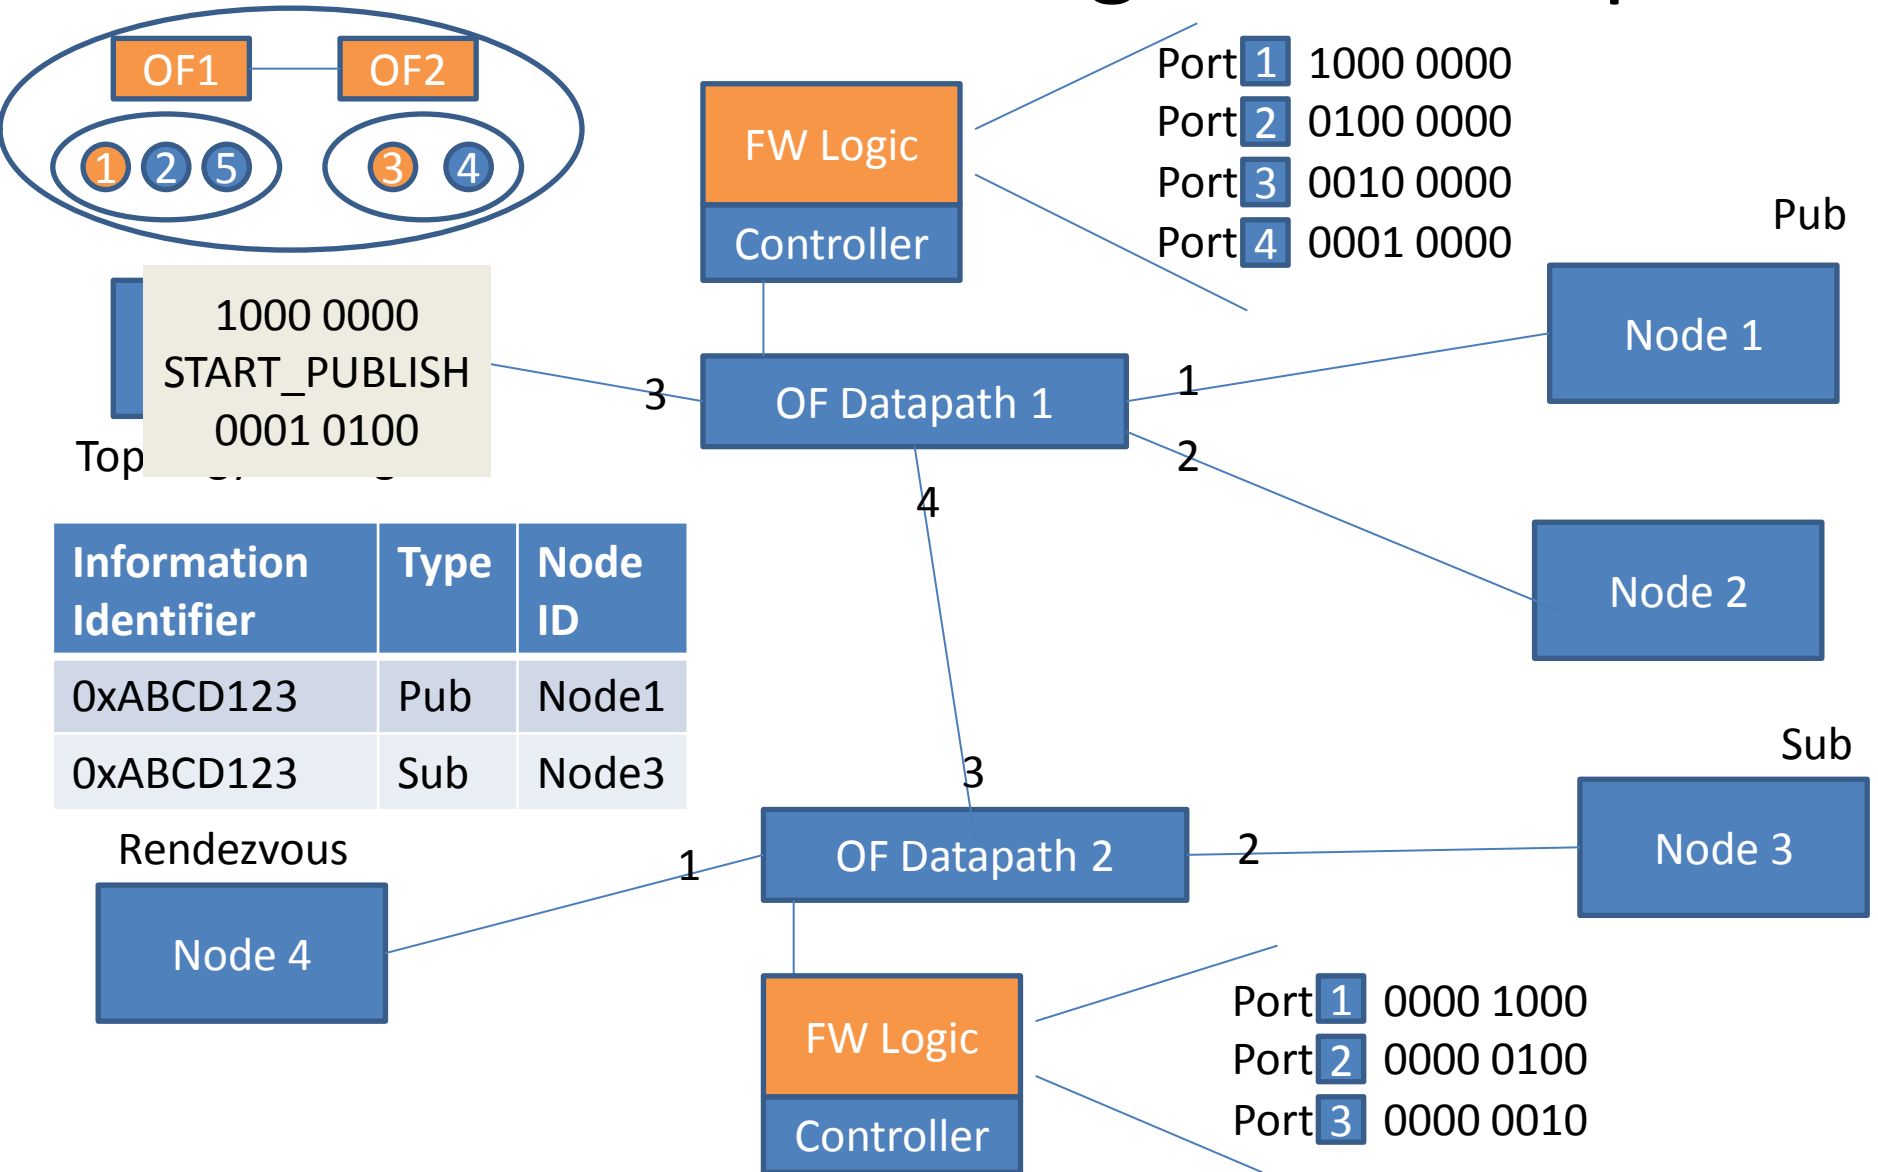 OF1 OF2
1 2 5 3 4
FW Logic
Controller
Port 1 1000 0000
Port 2 0100 0000
Port 3 0010 0000
Port 4 0001 0000
Pub
Node 1
1000 0000
START_PUBLISH
0001 0100
3
OF Datapath 1
1
2
4
Node 2
Information Identifier Type Node ID
0xABCD123 Pub Node1
0xABCD123 Sub Node3
Rendezvous
Node 4
1
3
OF Datapath 2
2
Sub
Node 3
FW Logic
Controller
Port 1 0000 1000
Port 2 0000 0100
Port 3 0000 0010